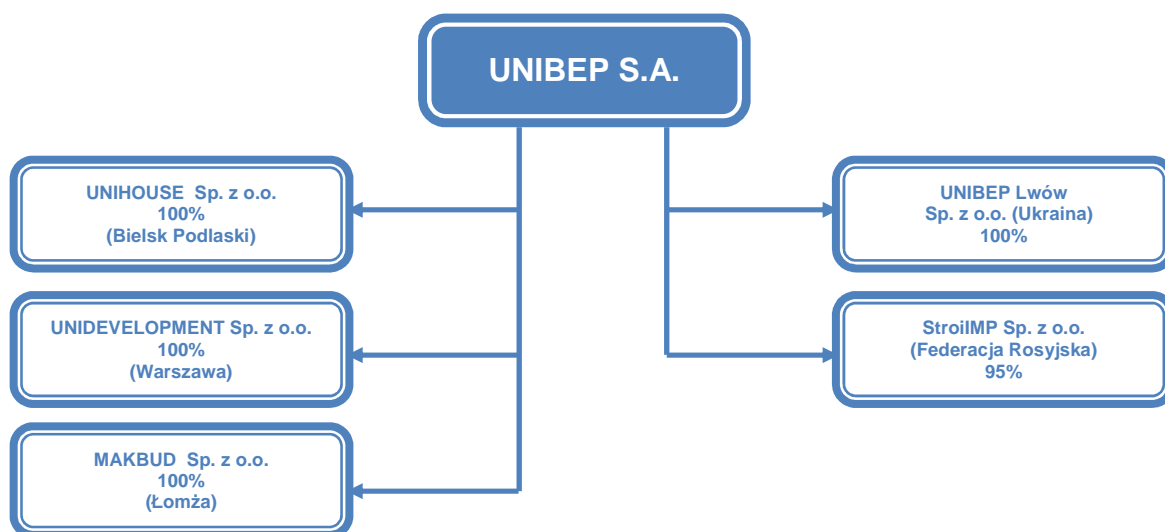 UNIBEP S.A.
UNIHOUSE Sp. z o.o.
100%
(Bielsk Podlaski)
UNIDEVELOPMENT Sp. z o.o.
100%
(Warszawa)
MAKBUD Sp. z o.o.
100%
(Łomża)
UNIBEP Lwów
Sp. z o.o. (Ukraina)
100%
StroiIMP Sp. z o.o.
(Federacja Rosyjska)
95%